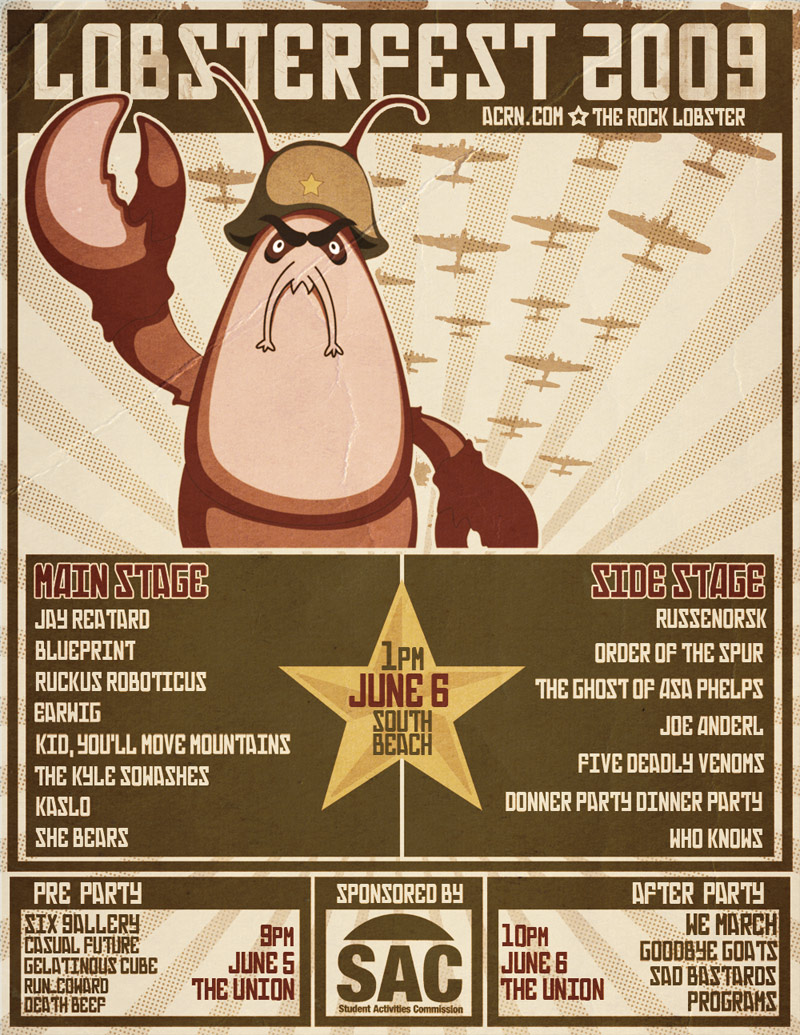 LOBSTERFEST 2009
ACRN.COM ☆ THE ROCK LOBSTER
MAIN STAGE
JAY REATARD
BLUEPRINT
RUCKUS ROBOTICUS
EARWIG
KID, YOU'LL MOVE MOUNTAINS
THE KYLE SOWASHES
KASLO
SHE BEARS
1PM
JUNE 6
SOUTH
BEACH
SIDE STAGE
RUSSENORSK
ORDER OF THE SPUR
THE GHOST OF ASA PHELPS
JOE ANDERL
FIVE DEADLY VENOMS
DONNER PARTY DINNER PARTY
WHO KNOWS
PRE PARTY
SIX GALLERY
CASUAL FUTURE
GELATINOUS CUBE
RUN_COWARD
DEATH BEEF
9PM
JUNE 5
THE UNION
SPONSORED BY
SAC
Student Activities Commission
AFTER PARTY
10PM
JUNE 6
THE UNION
WE MARCH
GOODBYE GOATS
SAD BASTARDS
PROGRAMS